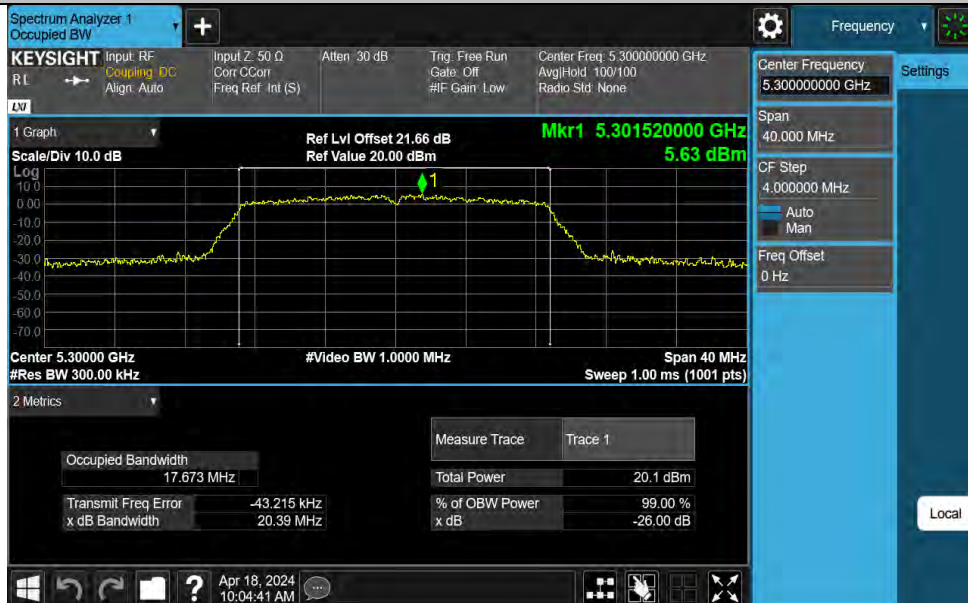 Spectrum Analyzer 1
Occupied BW
+
Frequency
KEYSIGHT Input: RF Input Z: 50 Ω Atten: 30 dB Trig: Free Run Center Freq: 5.300000000 GHz
Coupling: DC Corr CCorr Gate: Off Avg|Hold: 100/100
Align: Auto Freq Ref: Int (S) #IF Gain: Low Radio Std: None
LXI
Center Frequency
5.300000000 GHz
Settings
Span
40.000 MHz
CF Step
4.000000 MHz
Auto
Man
Freq Offset
0 Hz
1 Graph
Ref Lvl Offset 21.66 dB
Mkr1 5.301520000 GHz
Scale/Div 10.0 dB
Ref Value 20.00 dBm
5.63 dBm
Log
1
10.0
0.00
-10.0
-20.0
-30.0
-40.0
-50.0
-60.0
-70.0
Center 5.30000 GHz #Video BW 1.0000 MHz Span 40 MHz
#Res BW 300.00 kHz Sweep 1.00 ms (1001 pts)
2 Metrics
Measure Trace Trace 1
Occupied Bandwidth
17.673 MHz
Total Power 20.1 dBm
Transmit Freq Error -43.215 kHz
% of OBW Power 99.00 %
x dB Bandwidth 20.39 MHz
x dB -26.00 dB
Local
?
Apr 18, 2024
10:04:41 AM